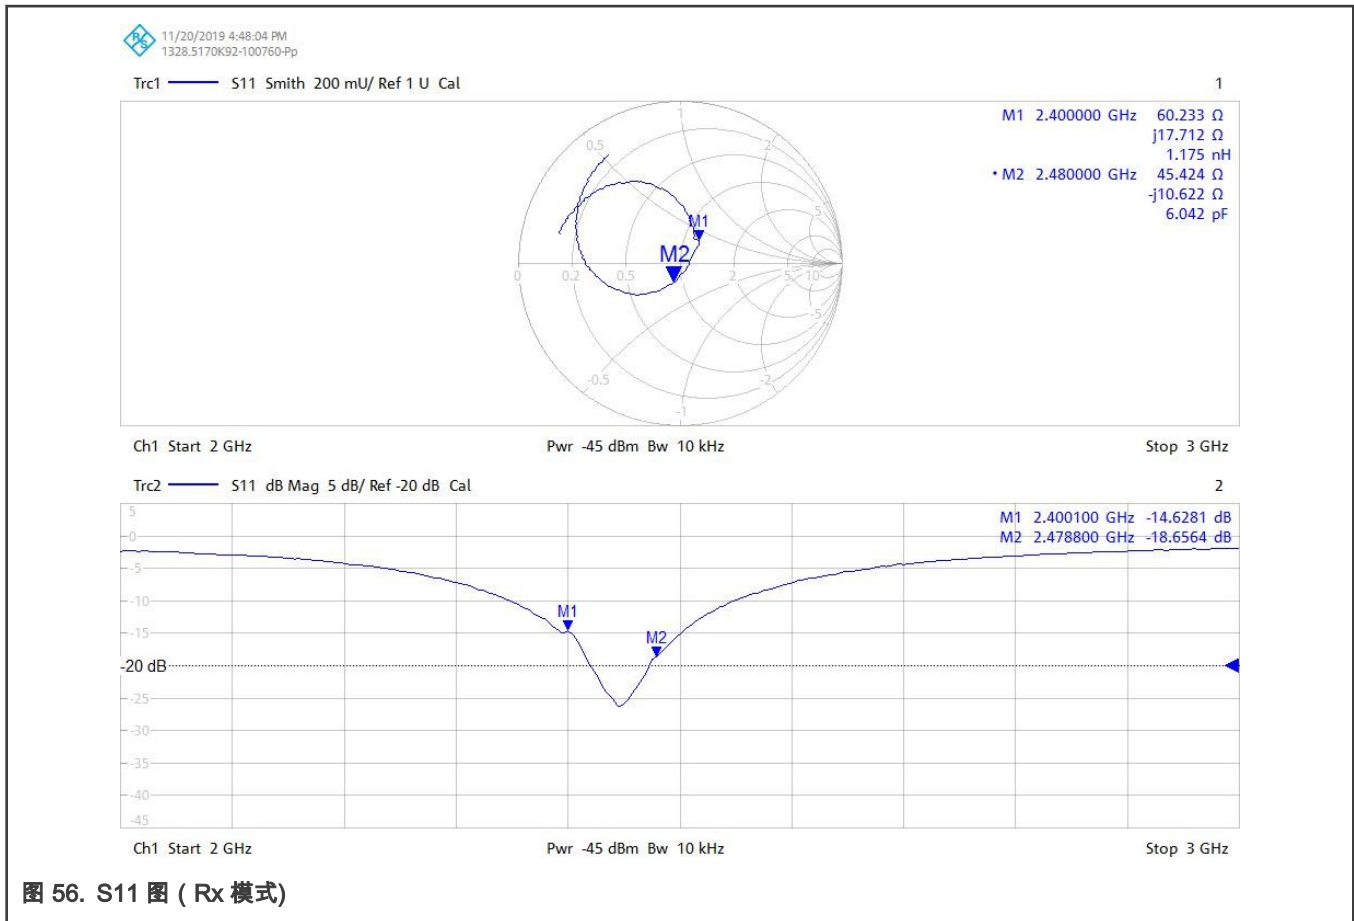 R&S
11/20/2019 4:48:04 PM
1328.5170K92-100760-Pp
Trc1 S11 Smith 200 mU/ Ref 1 U Cal 1
M1 2.400000 GHz 60.233 Ω
j17.712 Ω
1.175 nH
• M2 2.480000 GHz 45.424 Ω
-j10.622 Ω
6.042 pF
1
0.5 2
5
M1
M2
0 0.2 0.5 2 5 10
-5
-0.5 -2
-1
Ch1 Start 2 GHz Pwr -45 dBm Bw 10 kHz Stop 3 GHz
Trc2 S11 dB Mag 5 dB/ Ref -20 dB Cal 2
M1 2.400100 GHz -14.6281 dB
M2 2.478800 GHz -18.6564 dB
5
0
-5
-10
M1
-15
M2
-20 dB
-25
-30
-35
-40
-45
Ch1 Start 2 GHz Pwr -45 dBm Bw 10 kHz Stop 3 GHz
图 56. S11 图 ( Rx 模式)